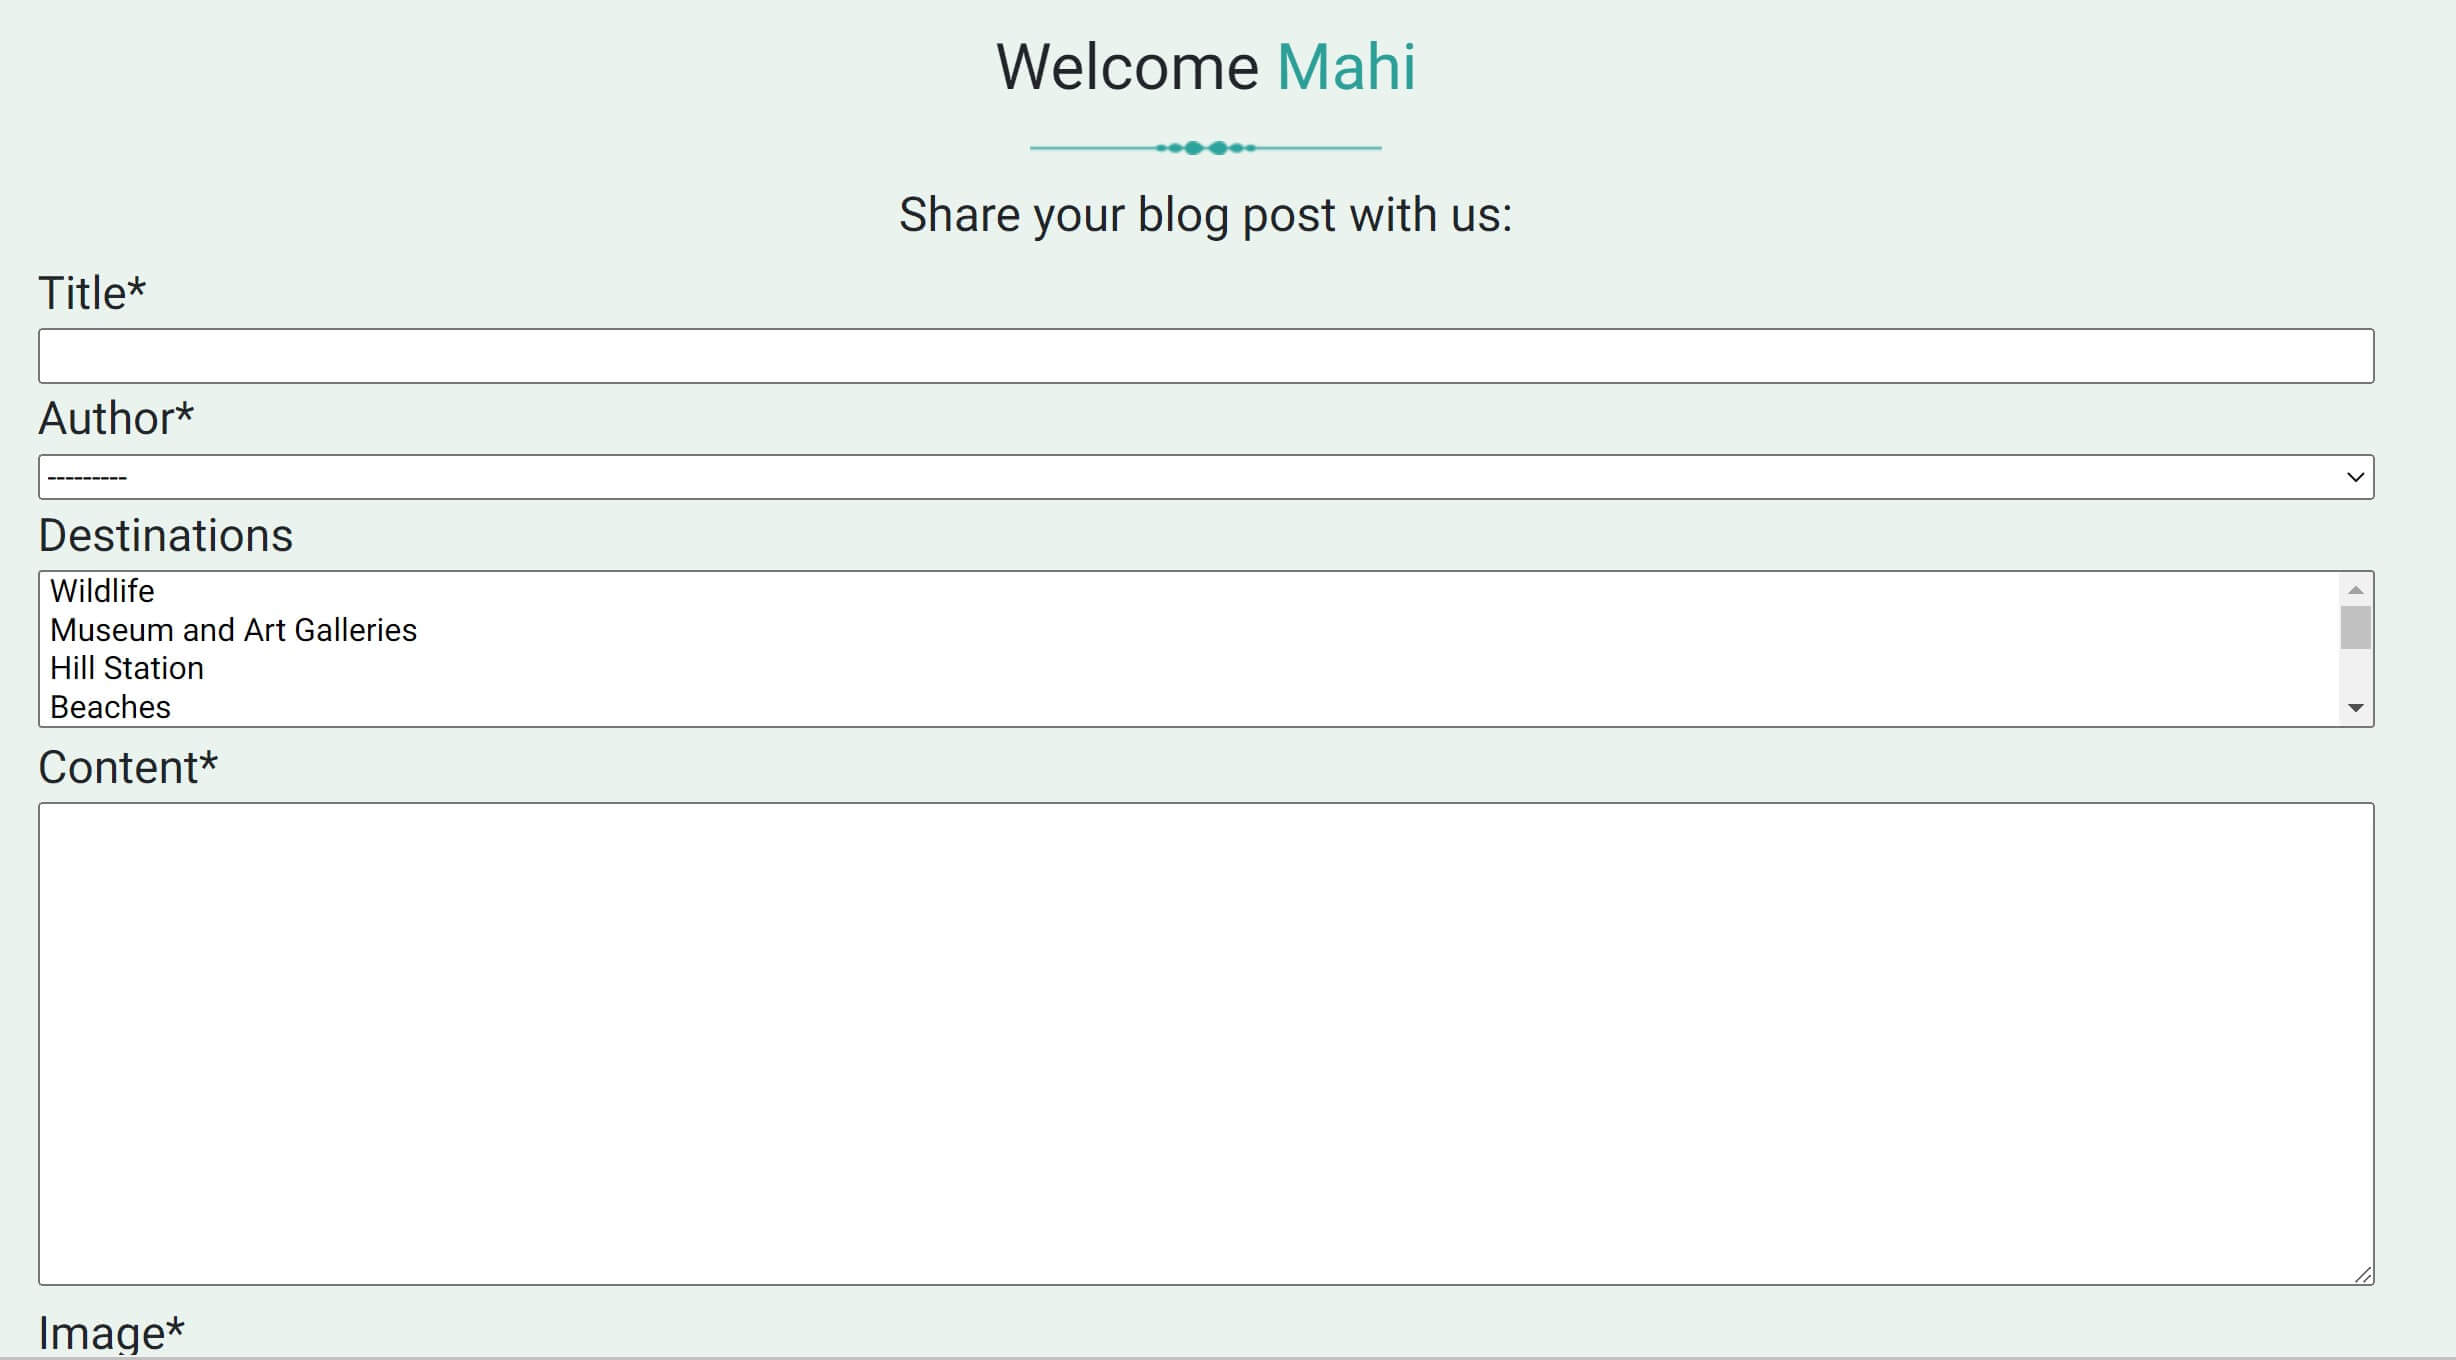 Welcome Mahi
Share your blog post with us:
Title*
Author*
---------
Destinations
Wildlife
Museum and Art Galleries
Hill Station
Beaches
Content*
Image*